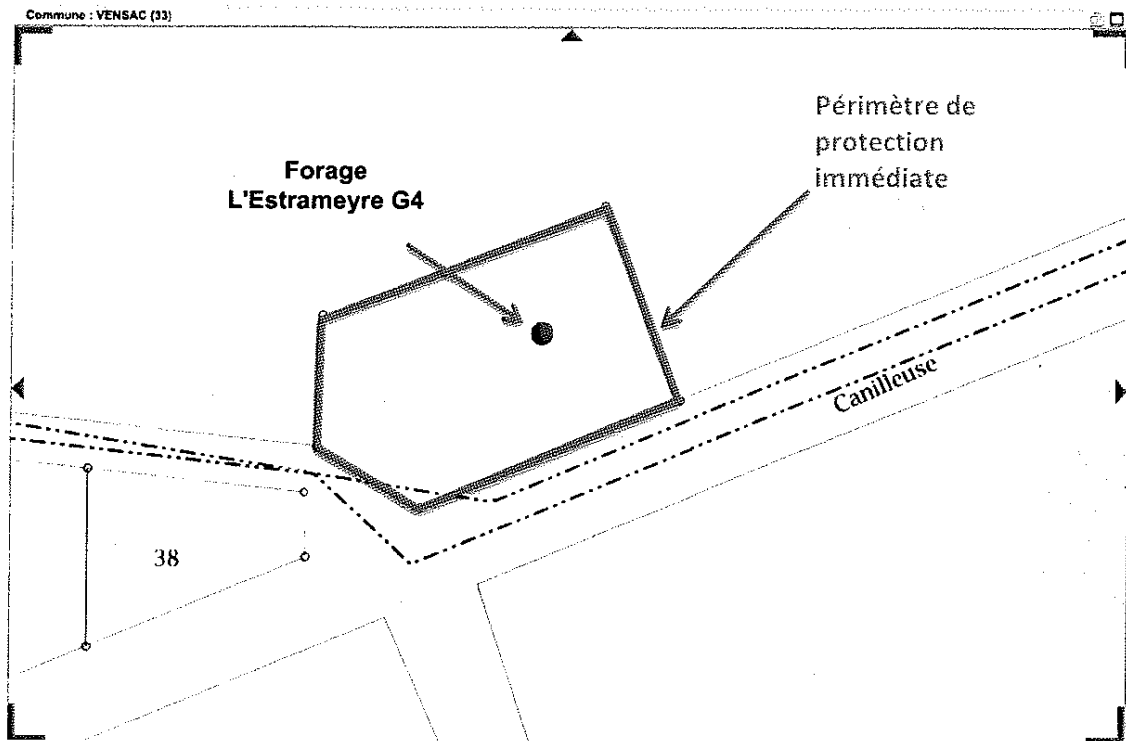 Commune : VENSAC (33)
Périmètre de
protection
immédiate
Forage
L'Estrameyre G4
Canilleuse
38